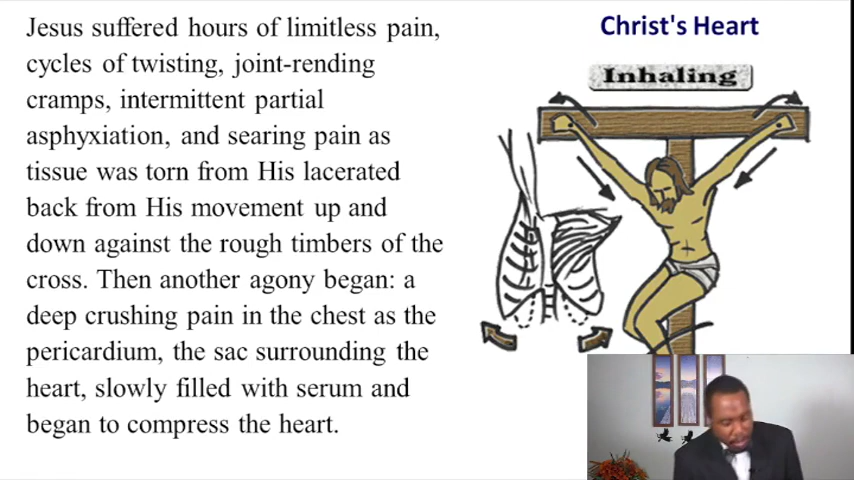 Jesus suffered hours of limitless pain,
cycles of twisting, joint-rending
cramps, intermittent partial
asphyxiation, and searing pain as
tissue was torn from His lacerated
back from His movement up and
down against the rough timbers of the
cross. Then another agony began: a
deep crushing pain in the chest as the
pericardium, the sac surrounding the
heart, slowly filled with serum and
began to compress the heart.
Christ's Heart
Inhaling